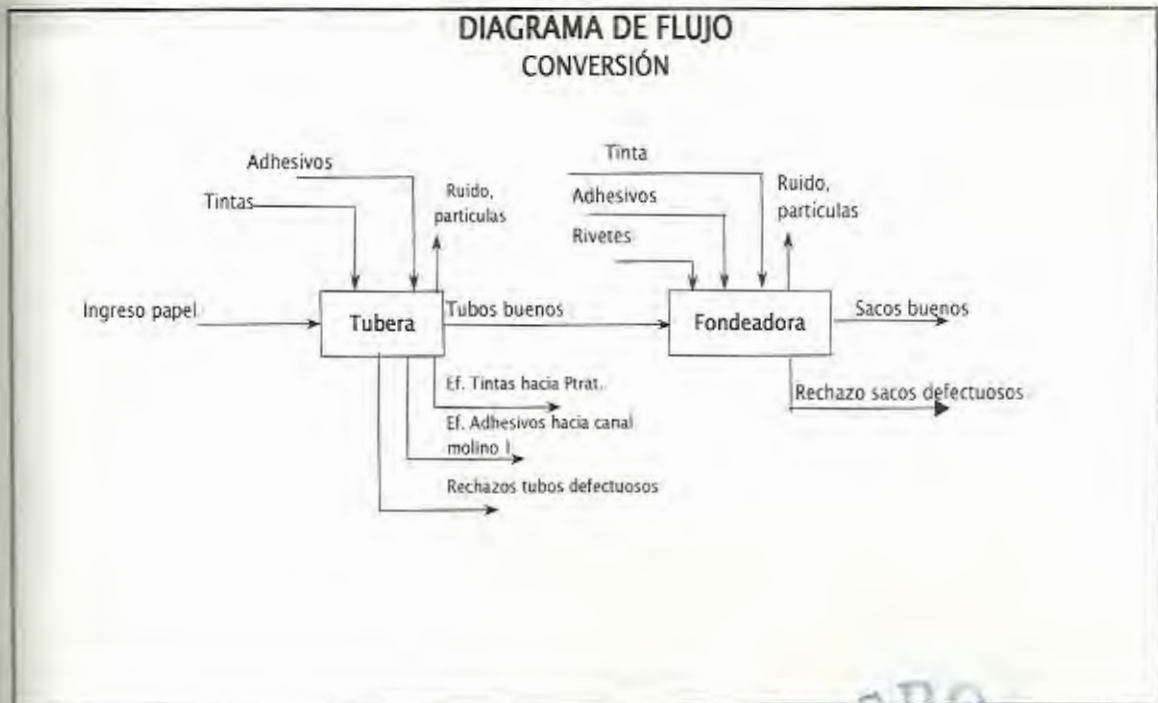 DIAGRAMA DE FLUJO
CONVERSIÓN
Adhesivos
Tintas
Ruido,
partículas
Tinta
Adhesivos
Rivetes
Ruido,
partículas
Ingreso papel
Tubera
Tubos buenos
Fondeadora
Sacos buenos
Ef. Tintas hacia Ptrat.
Ef. Adhesivos hacia canal
molino I
Rechazos tubos defectuosos
Rechazo sacos defectuosos